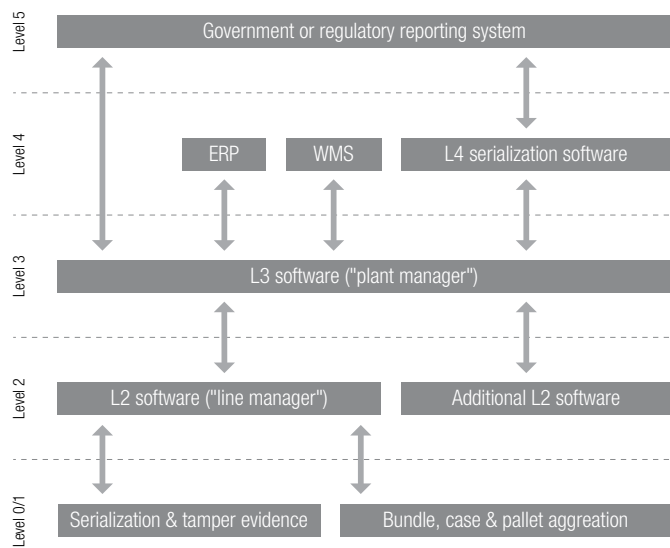 Level 5
Government or regulatory reporting system
Level 4
ERP
WMS
L4 serialization software
Level 3
L3 software ("plant manager")
Level 2
L2 software ("line manager")
Additional L2 software
Level 0/1
Serialization & tamper evidence
Bundle, case & pallet aggreation